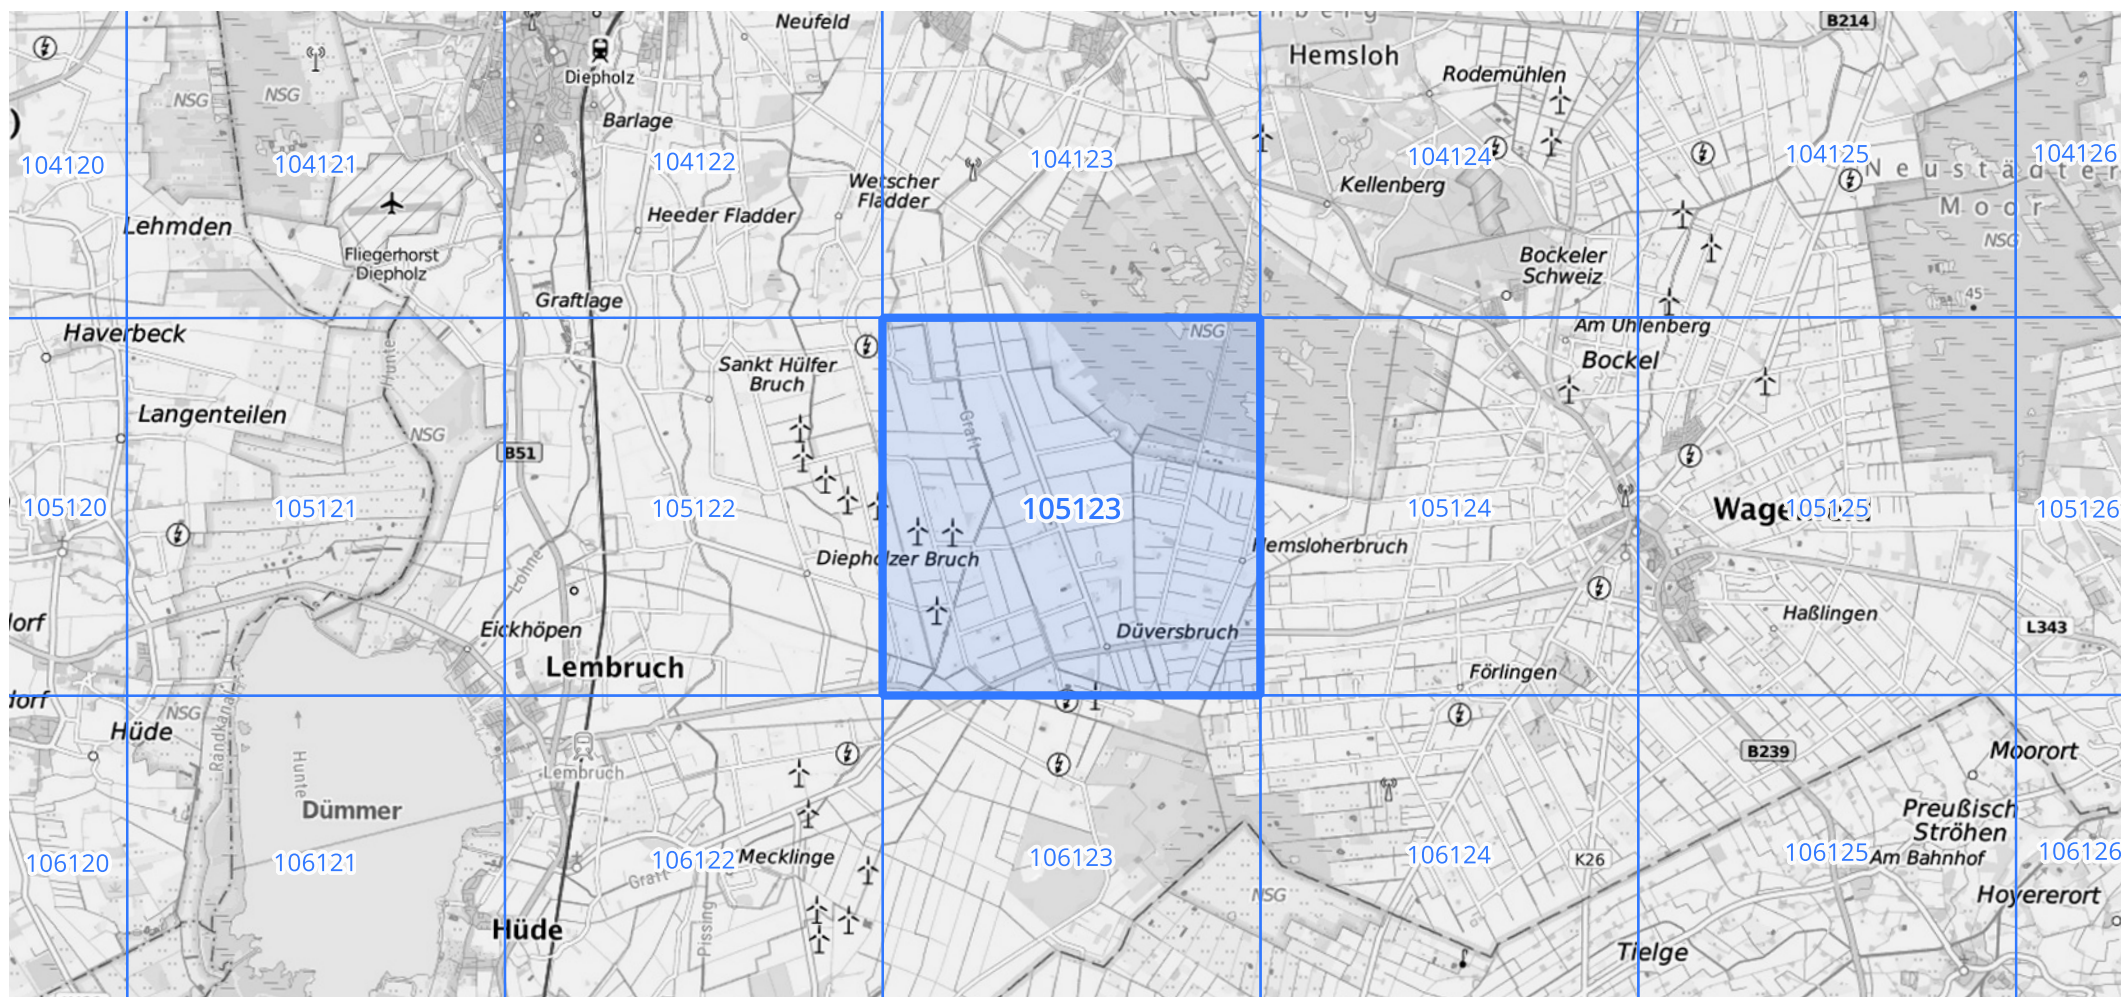 Neufeld
B214
Hemsloh
Diepholz
Rodemühlen
NSG
NSG
Barlage
)
104120
104121
104122
104123
104124
104125
104126
Neustädter
Moor
NSG
Wetscher
Fladder
Kellenberg
Lehmden
Heeder Fladder
Fliegerhorst
Diepholz
Bockeler
Schweiz
Graftlage
45
Haverbeck
NSG
Am Uhlenberg
Hunte
Sankt Hülfer
Bruch
Bockel
Langenteilen
Graft
NSG
B51
105120
105121
105122
105123
105124
105125
105126
Diepholzer Bruch
Hemsloherbruch
Lohne
Haßlingen
lorf
Eickhöpen
Düversbruch
L343
Lembruch
Förlingen
dorf
NSG
Hüde
Randkanal
Hunte
B239
Moorort
Lembruch
Dümmer
Preußisch
Ströhen
106120
106121
106122
Mecklinge
106123
106124
K26
106125
Am Bahnhof
106126
Graft
NSG
Hoyererort
Pissing
Hüde
Tielge